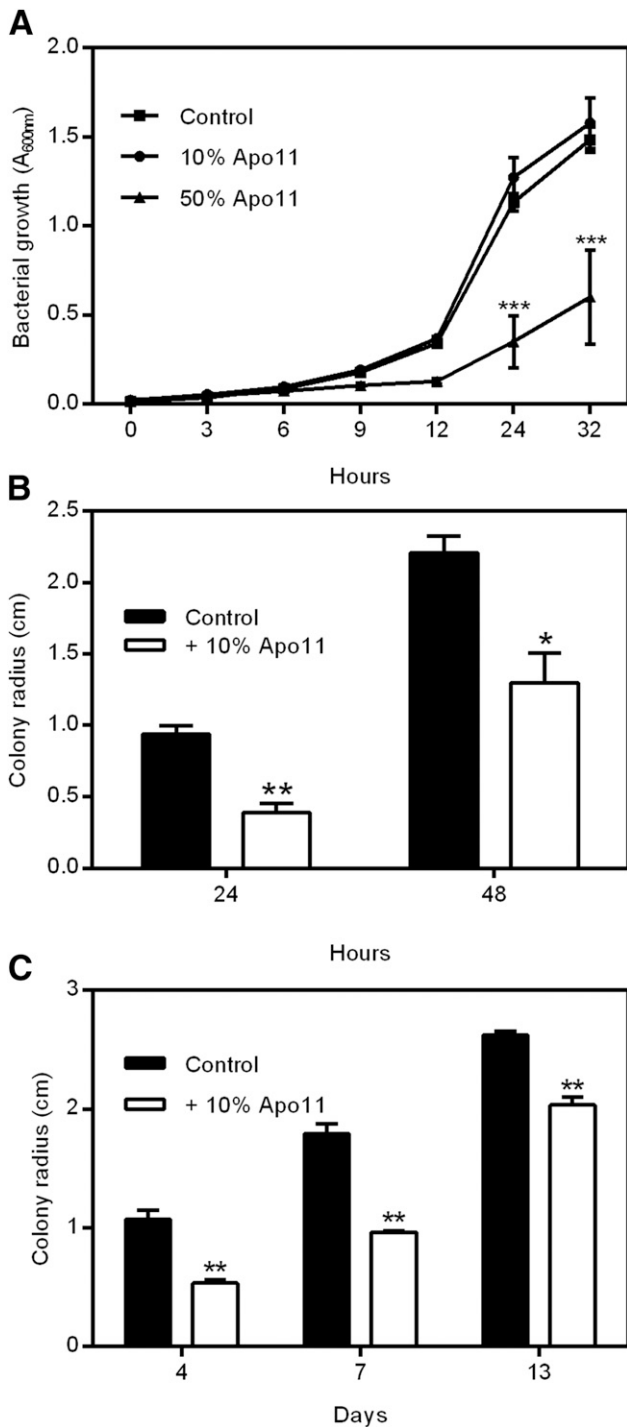 A
Bacterial growth (A600nm)
2.0
1.5
1.0
0.5
0.0
Control
10% Apo11
50% Apo11
***
***
0 3 6 9 12 24 32
Hours
B
Colony radius (cm)
2.5
2.0
1.5
1.0
0.5
0.0
Control
+ 10% Apo11
**
*
24 48
Hours
C
Colony radius (cm)
3
2
1
0
Control
+ 10% Apo11
**
**
**
4 7 13
Days